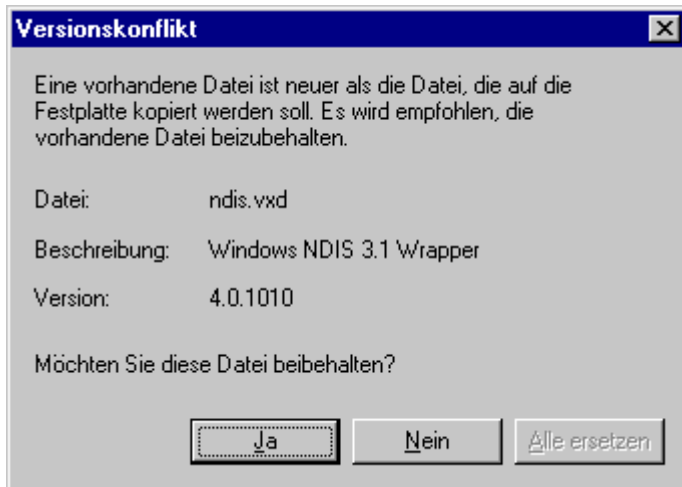 Versionskonflikt
Eine vorhandene Datei ist neuer als die Datei, die auf die
Festplatte kopiert werden soll. Es wird empfohlen, die
vorhandene Datei beizubehalten.
Datei: ndis.vxd
Beschreibung: Windows NDIS 3.1 Wrapper
Version: 4.0.1010
Möchten Sie diese Datei beibehalten?
Ja Nein Alle ersetzen